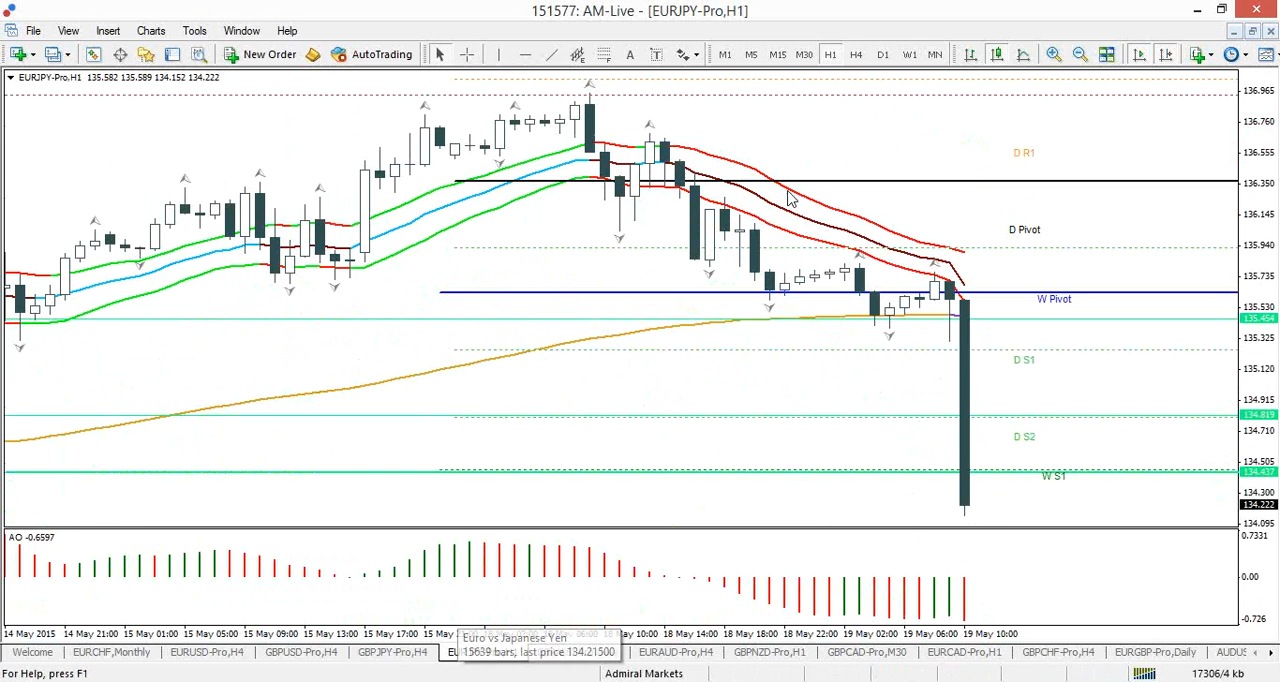 151577: AM-Live - [EURJPY-Pro,H1]
File View Insert Charts Tools Window Help
New Order AutoTrading A T M1 M5 M15 M30 H1 H4 D1 W1 MN
EURJPY-Pro,H1 135.582 135.589 134.152 134.222
136.965
136.760
136.555
D R1
136.350
136.145
D Pivot
135.940
135.735
W Pivot
135.530
135.454
135.325
D S1
135.120
134.915
134.819
134.710
D S2
134.505
134.437
W S1
134.300
134.222
134.095
AO -0.6597
0.7331
0.00
-0.726
14 May 2015 14 May 21:00 15 May 01:00 15 May 05:00 15 May 09:00 15 May 13:00 15 May 17:00 18 May 10:00 18 May 14:00 18 May 18:00 18 May 22:00 19 May 02:00 19 May 06:00 19 May 10:00
Euro vs Japanese Yen
15639 bars, last price 134.21500
Welcome EURCHF,Monthly EURUSD-Pro,H4 GBPUSD-Pro,H4 GBPJPY-Pro,H4 EURAUD-Pro,H4 GBPNZD-Pro,H1 GBPCAD-Pro,M30 EURCAD-Pro,H1 GBPCHF-Pro,H4 EURGBP-Pro,Daily
For Help, press F1 Admiral Markets 17306/4 kb